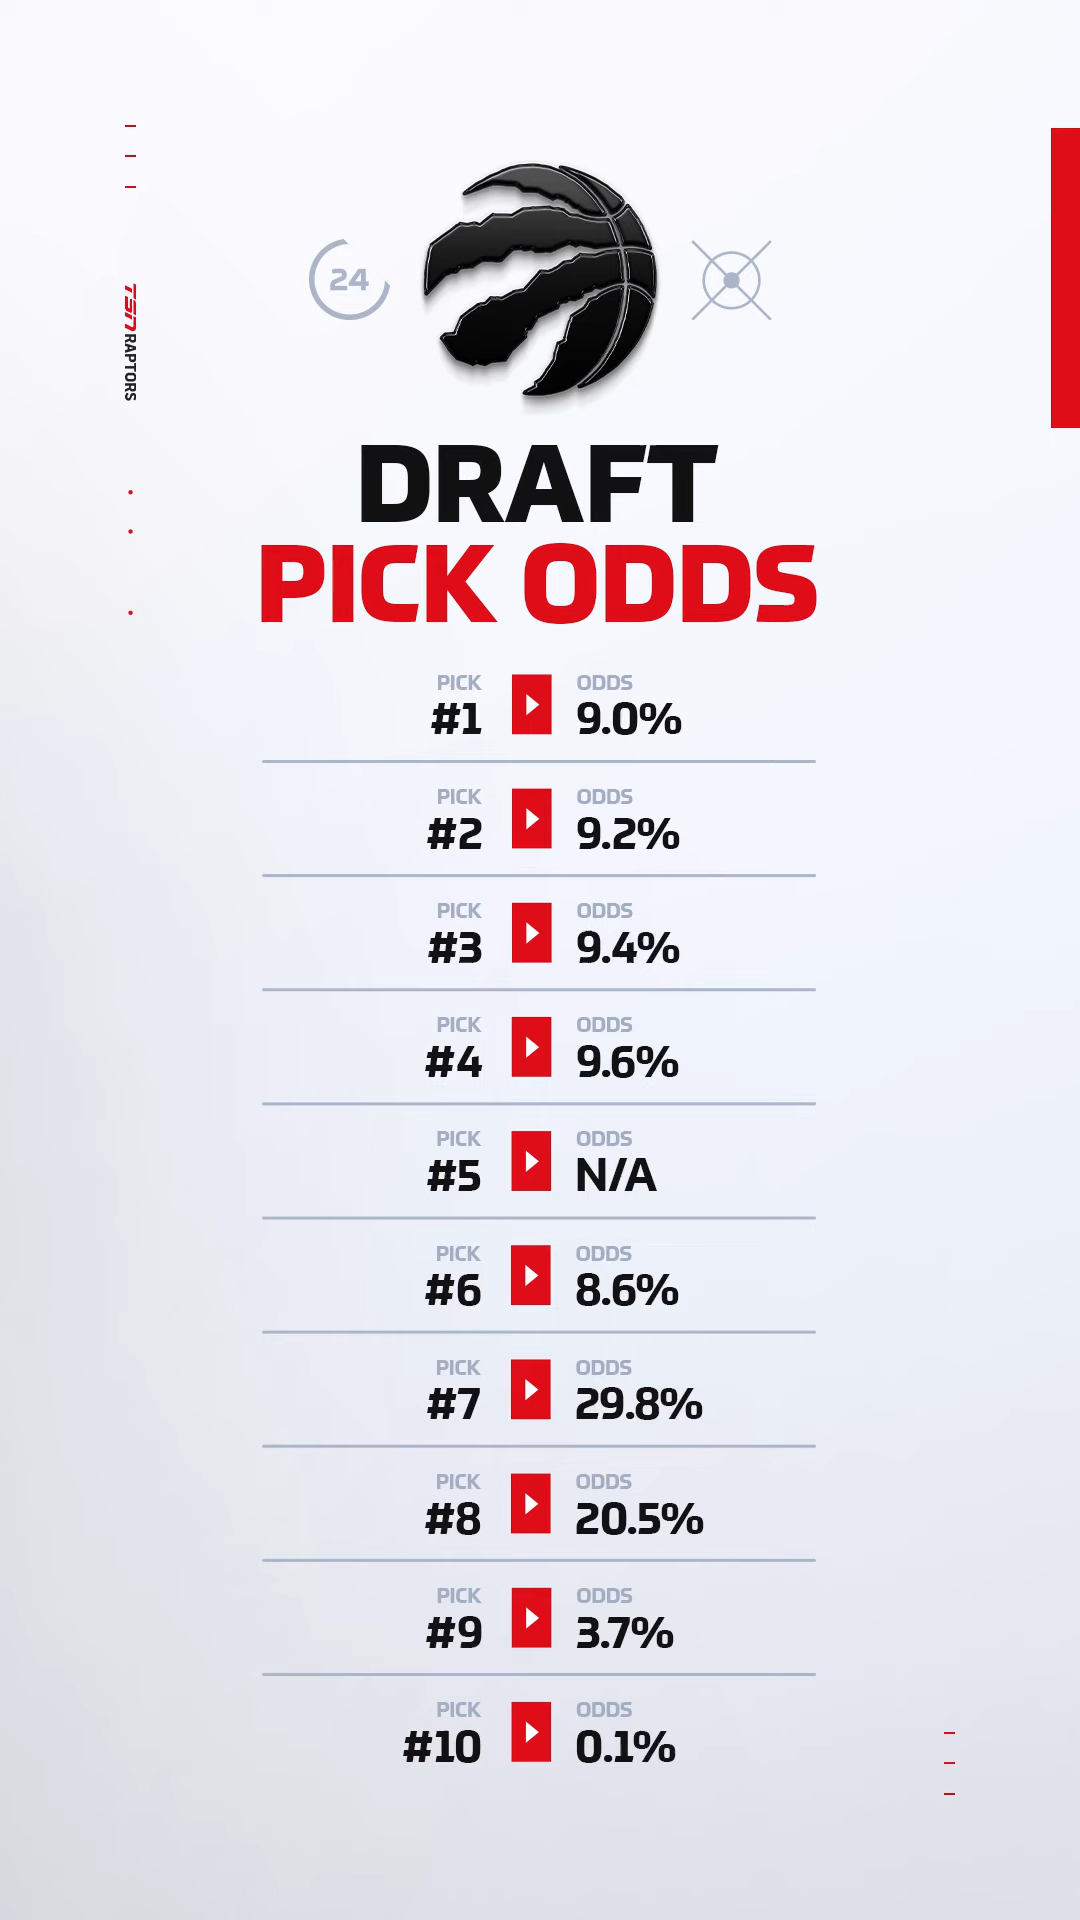 24
TSN RAPTORS
DRAFT
PICK ODDS
PICK ODDS
#1 9.0%
PICK ODDS
#2 9.2%
PICK ODDS
#3 9.4%
PICK ODDS
#4 9.6%
PICK ODDS
#5 N/A
PICK ODDS
#6 8.6%
PICK ODDS
#7 29.8%
PICK ODDS
#8 20.5%
PICK ODDS
#9 3.7%
PICK ODDS
#10 0.1%